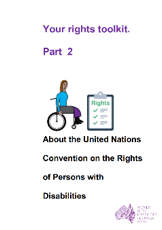 Your rights toolkit.
Part 2
Rights
About the United Nations
Convention on the Rights
of Persons with
Disabilities